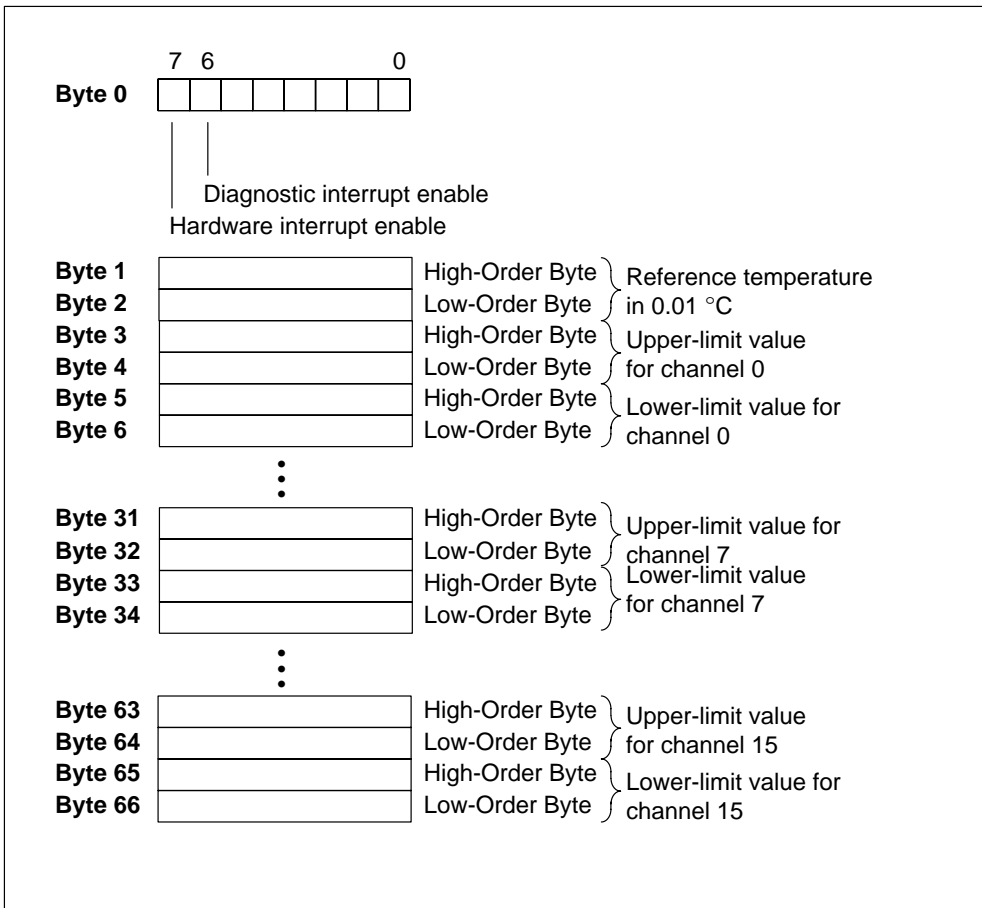 7 6 0
Byte 0
Diagnostic interrupt enable
Hardware interrupt enable
Byte 1 High-Order Byte
Byte 2 Low-Order Byte
Reference temperature
in 0.01 °C
Byte 3 High-Order Byte
Byte 4 Low-Order Byte
Upper-limit value
for channel 0
Byte 5 High-Order Byte
Byte 6 Low-Order Byte
Lower-limit value for
channel 0
Byte 31 High-Order Byte
Byte 32 Low-Order Byte
Upper-limit value for
channel 7
Byte 33 High-Order Byte
Byte 34 Low-Order Byte
Lower-limit value
for channel 7
Byte 63 High-Order Byte
Byte 64 Low-Order Byte
Upper-limit value
for channel 15
Byte 65 High-Order Byte
Byte 66 Low-Order Byte
Lower-limit value for
channel 15